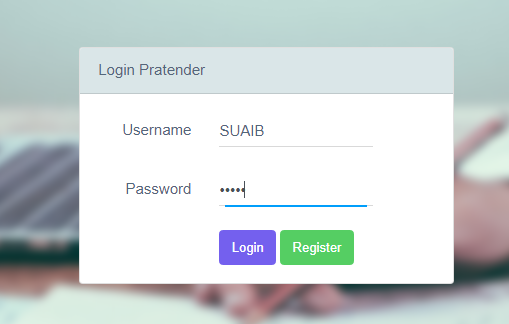 Login Pratender
Username SUAIB
Password •••••
Login Register